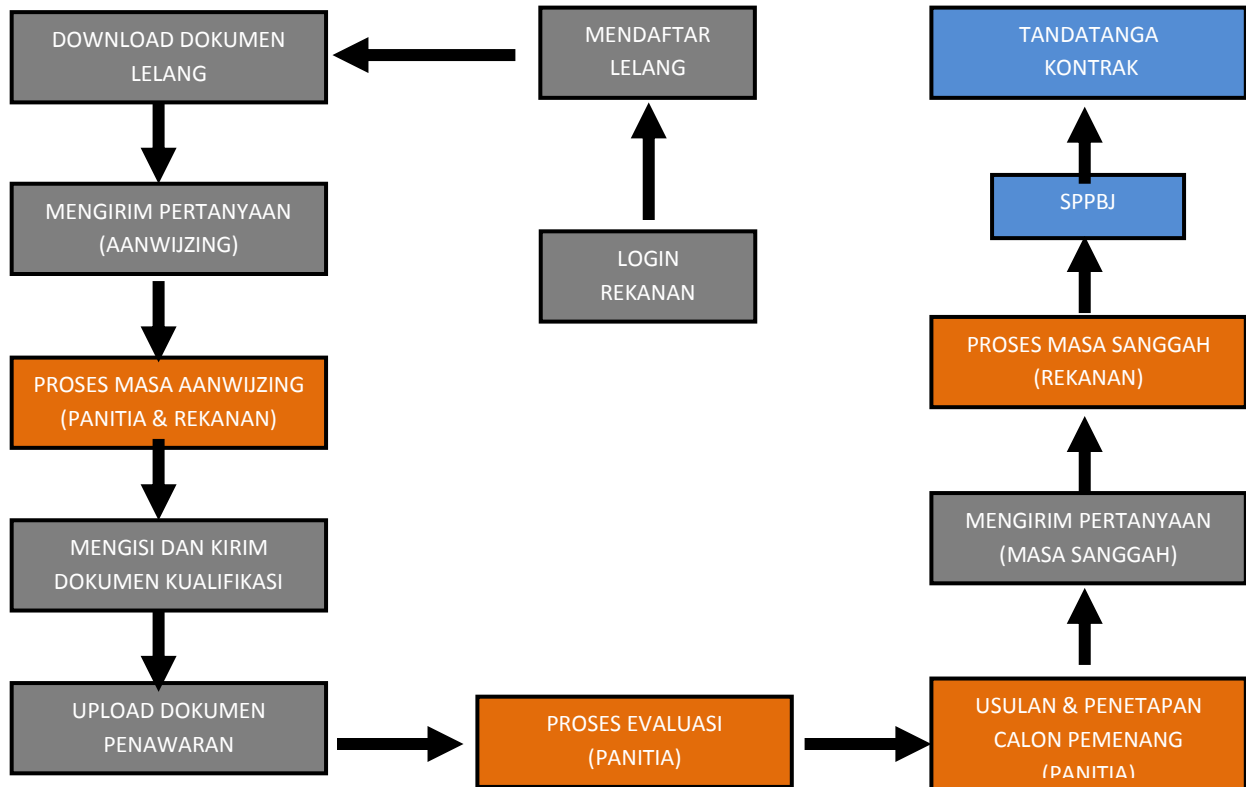 DOWNLOAD DOKUMEN
LELANG
MENDAFTAR
LELANG
TANDATANGA
KONTRAK
MENGIRIM PERTANYAAN
(AANWIJZING)
SPPBJ
LOGIN
REKANAN
PROSES MASA AANWIJZING
(PANITIA & REKANAN)
PROSES MASA SANGGAH
(REKANAN)
MENGISI DAN KIRIM
DOKUMEN KUALIFIKASI
MENGIRIM PERTANYAAN
(MASA SANGGAH)
UPLOAD DOKUMEN
PENAWARAN
PROSES EVALUASI
(PANITIA)
USULAN & PENETAPAN
CALON PEMENANG
(PANITIA)